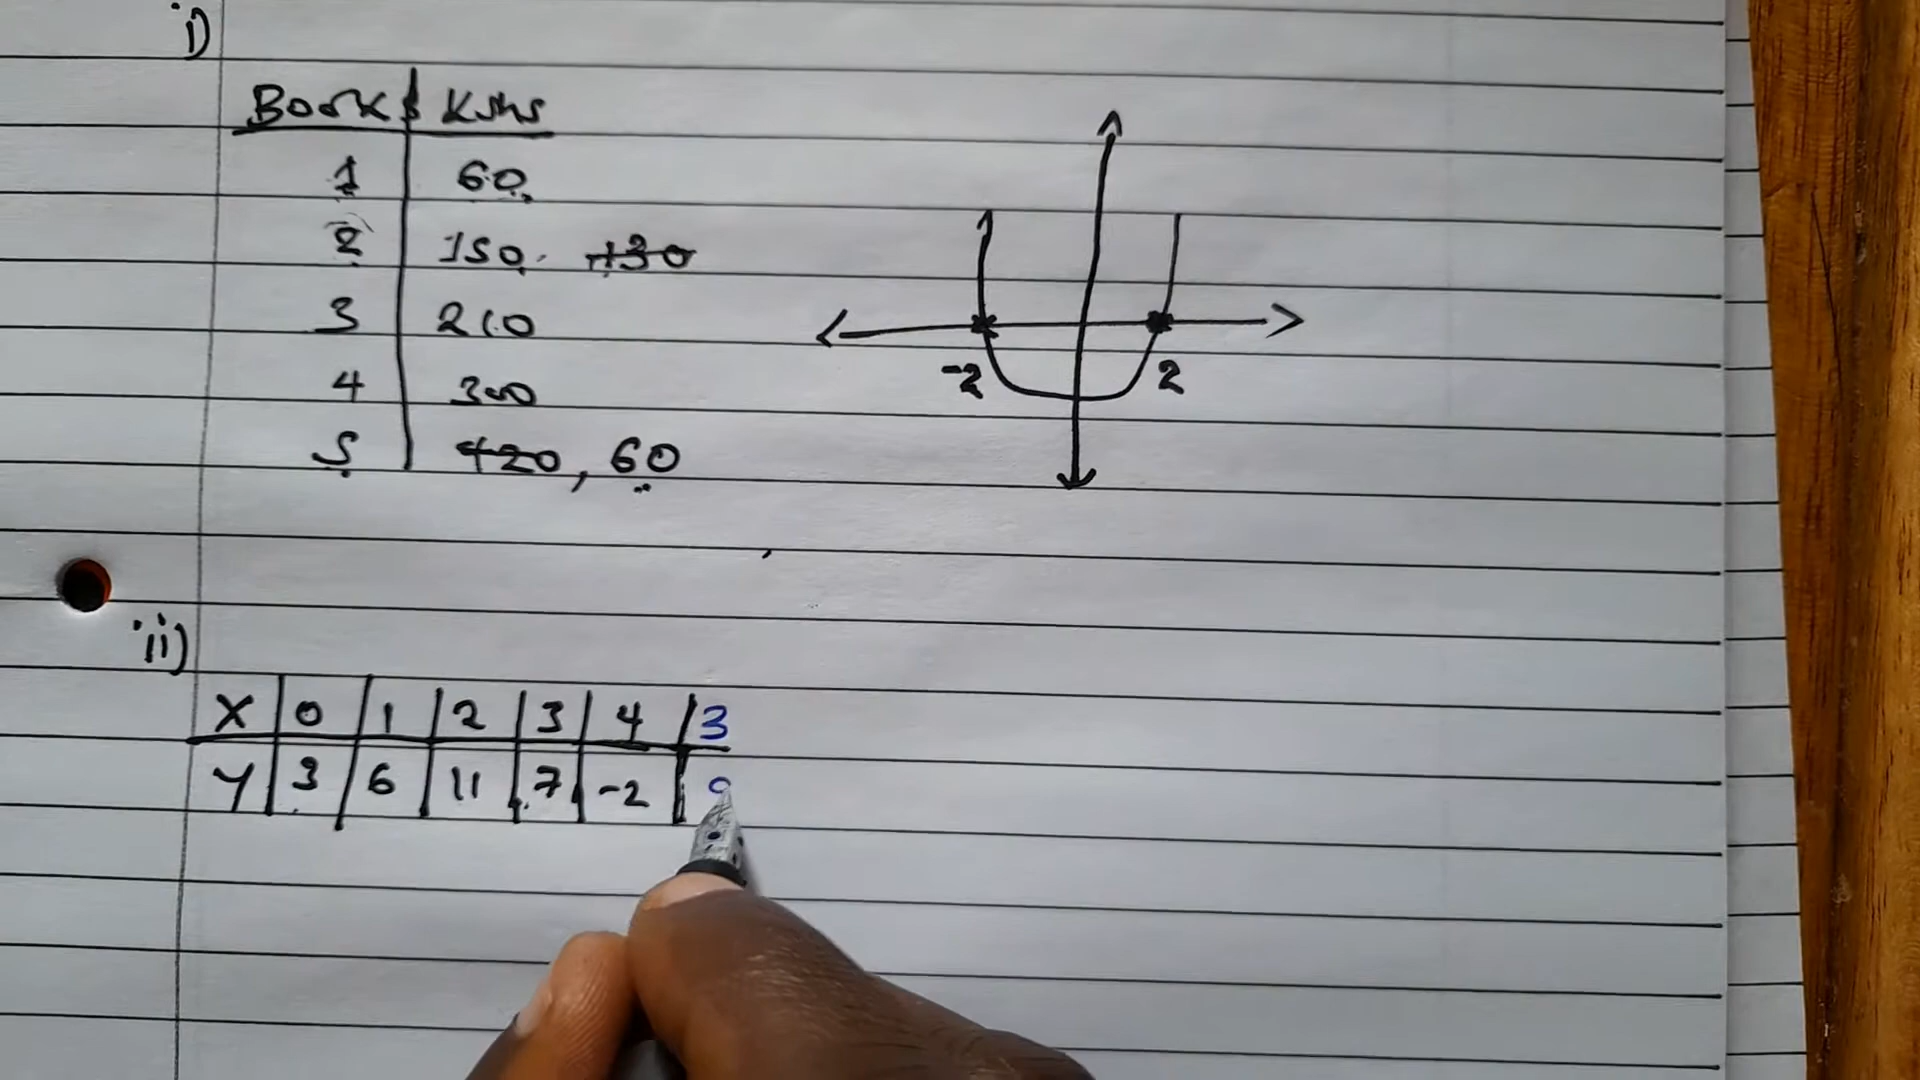 i)
Books Kshs
1 60
2 150 +30
3 210
4 300
5 420, 60
-2 2
ii)
X 0 1 2 3 4 3
Y 3 6 11 7 -2